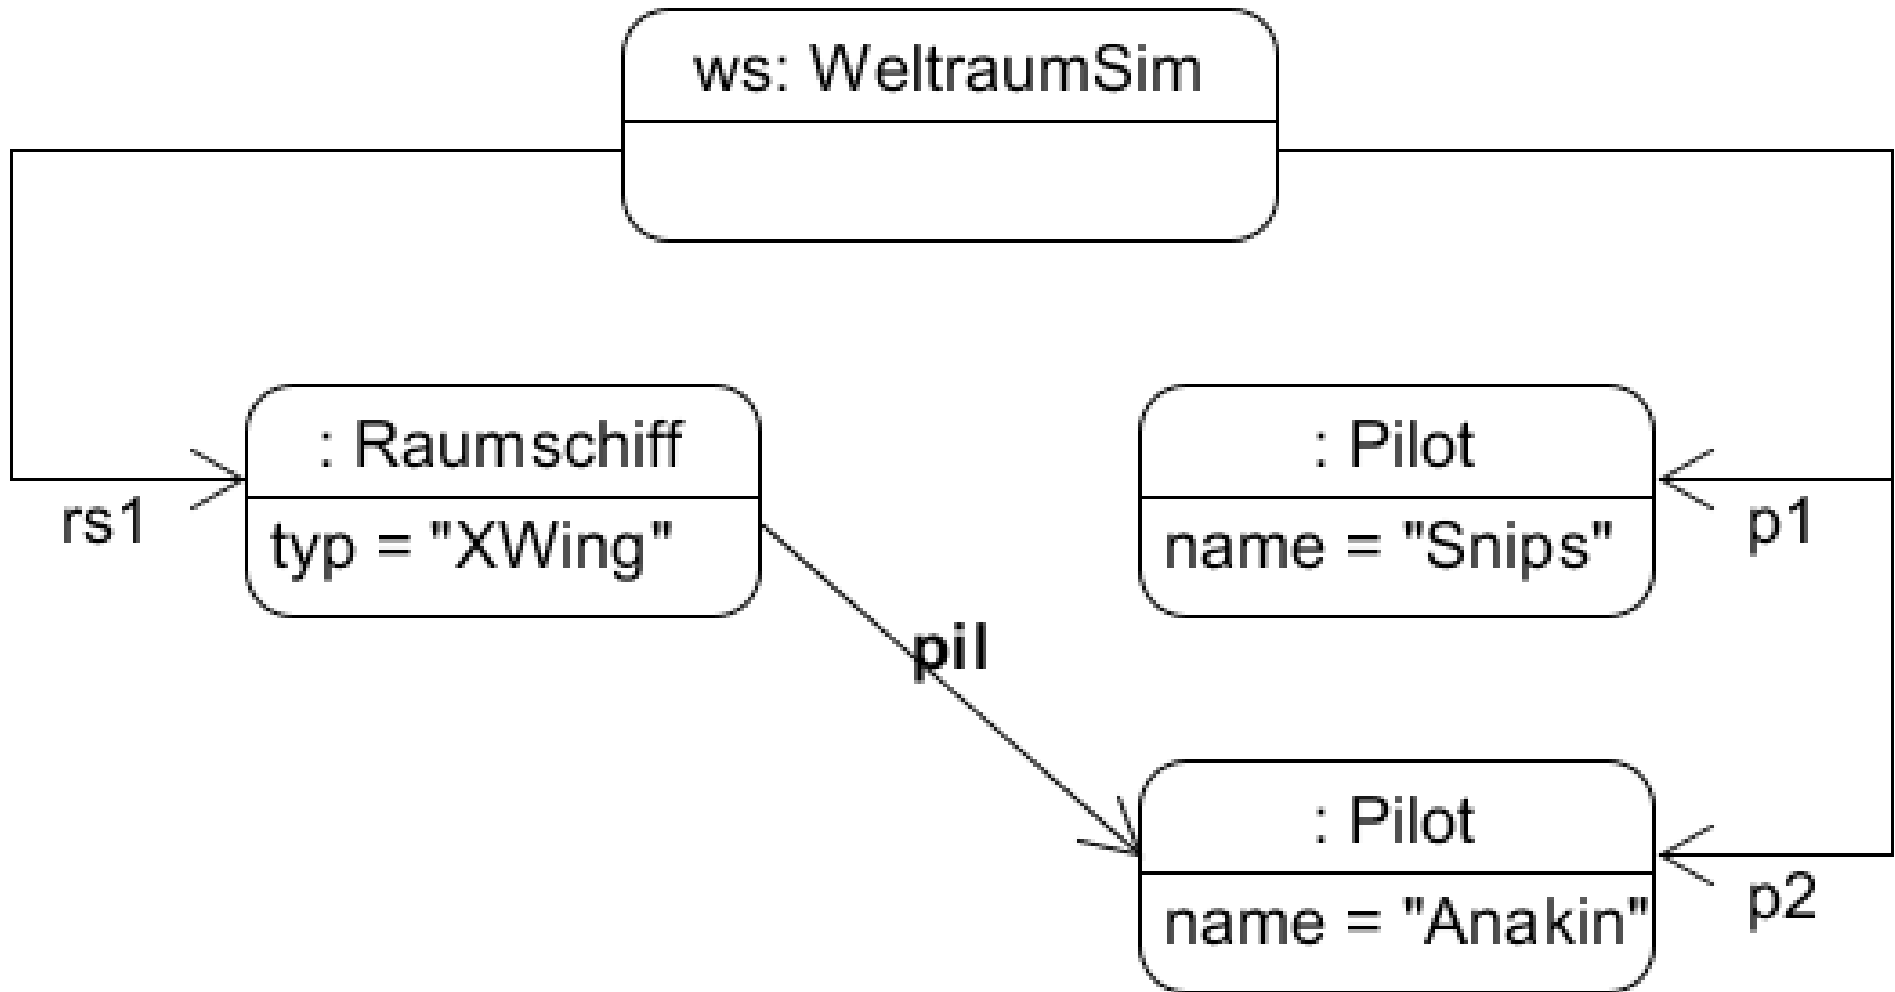 ws: WeltraumSim
: Raumschiff
typ = "XWing"
rs1
: Pilot
name = "Snips"
p1
pil
: Pilot
name = "Anakin"
p2